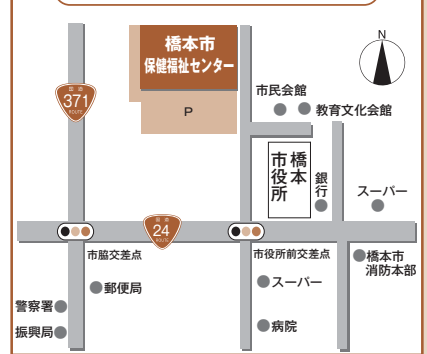 橋本市
保健福祉センター
N
国道
371
ROUTE
P
市民会館
教育文化会館
橋本
市役所
銀行
スーパー
国道
24
ROUTE
市脇交差点
市役所前交差点
橋本市
消防本部
郵便局
スーパー
警察署
振興局
病院